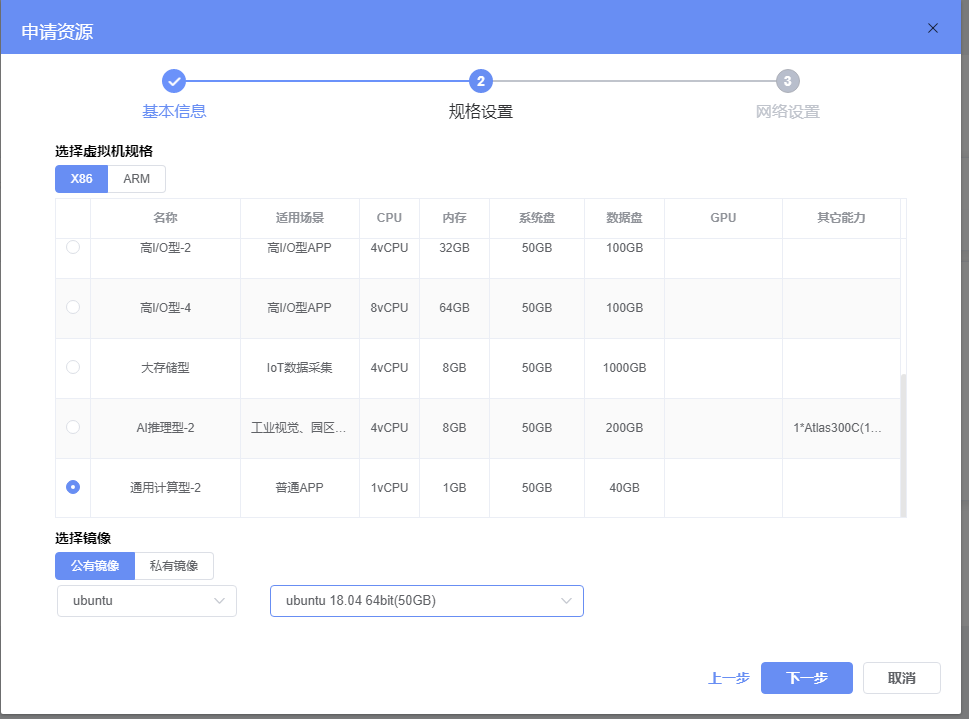 申请资源
2 3
基本信息 规格设置 网络设置
选择虚拟机规格
X86 ARM
名称 适用场景 CPU 内存 系统盘 数据盘 GPU 其它能力
高I/O型-2 高I/O型APP 4vCPU 32GB 50GB 100GB
高I/O型-4 高I/O型APP 8vCPU 64GB 50GB 100GB
大存储型 IoT数据采集 4vCPU 8GB 50GB 1000GB
AI推理型-2 工业视觉、园区... 4vCPU 8GB 50GB 200GB 1*Atlas300C(1...
通用计算型-2 普通APP 1vCPU 1GB 50GB 40GB
选择镜像
公有镜像 私有镜像
ubuntu ubuntu 18.04 64bit(50GB)
上一步 下一步 取消